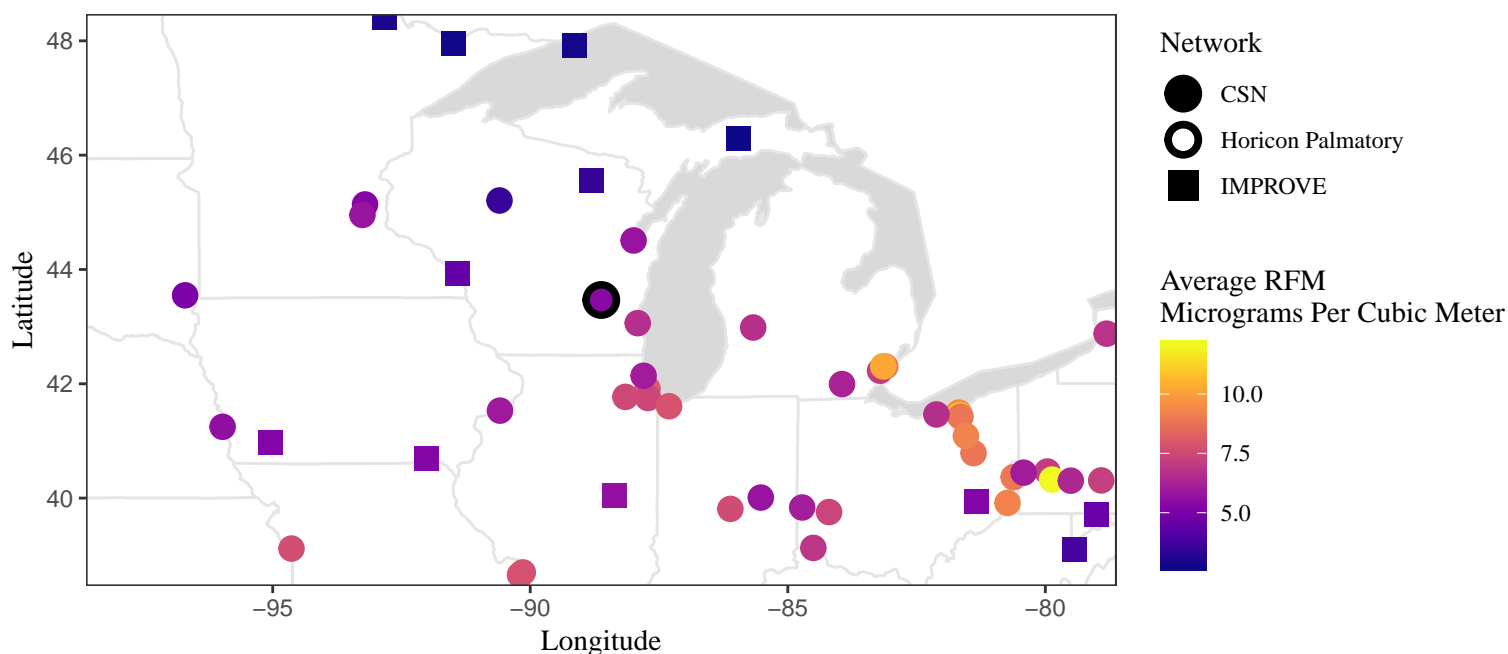 48
46
44
42
40
Latitude
−95
−90
−85
−80
Longitude
Network
CSN
Horicon Palmatory
IMPROVE
Average RFM
Micrograms Per Cubic Meter
10.0
7.5
5.0